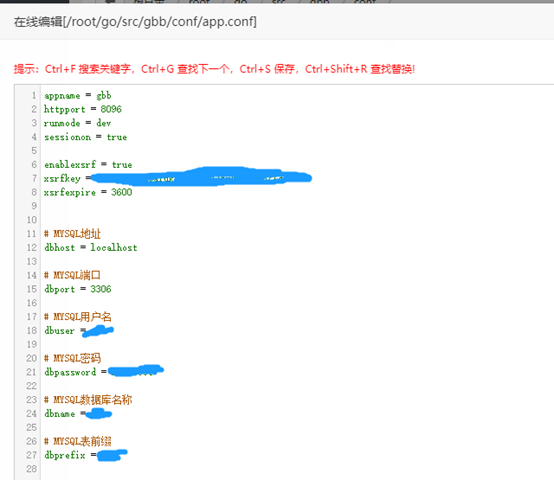 在线编辑[/root/go/src/gbb/conf/app.conf]
提示：Ctrl+F 搜索关键字，Ctrl+G 查找下一个，Ctrl+S 保存，Ctrl+Shift+R 查找替换!
1 appname = gbb
2 httpport = 8096
3 runmode = dev
4 sessionon = true
5
6 enablexsrf = true
7 xsrfkey =
8 xsrfexpire = 3600
9
10
11 # MYSQL地址
12 dbhost = localhost
13
14 # MYSQL端口
15 dbport = 3306
16
17 # MYSQL用户名
18 dbuser =
19
20 # MYSQL密码
21 dbpassword =
22
23 # MYSQL数据库名称
24 dbname =
25
26 # MYSQL表前缀
27 dbprefix =
28